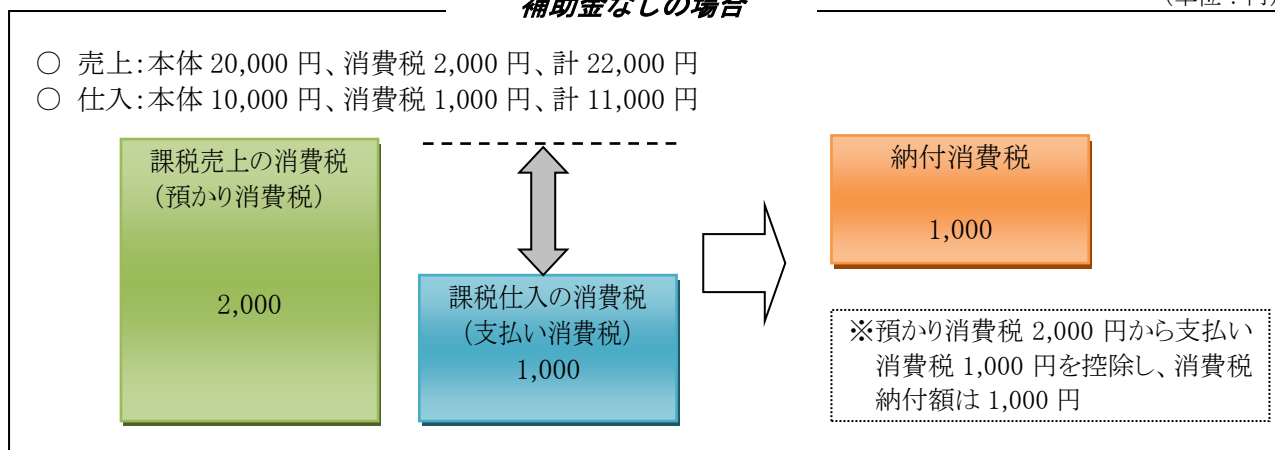 補助金なしの場合
(単位:円)
○ 売上:本体 20,000 円、消費税 2,000 円、計 22,000 円
○ 仕入:本体 10,000 円、消費税 1,000 円、計 11,000 円
課税売上の消費税
(預かり消費税)
2,000
課税仕入の消費税
(支払い消費税)
1,000
納付消費税
1,000
※預かり消費税 2,000 円から支払い
消費税 1,000 円を控除し、消費税
納付額は 1,000 円